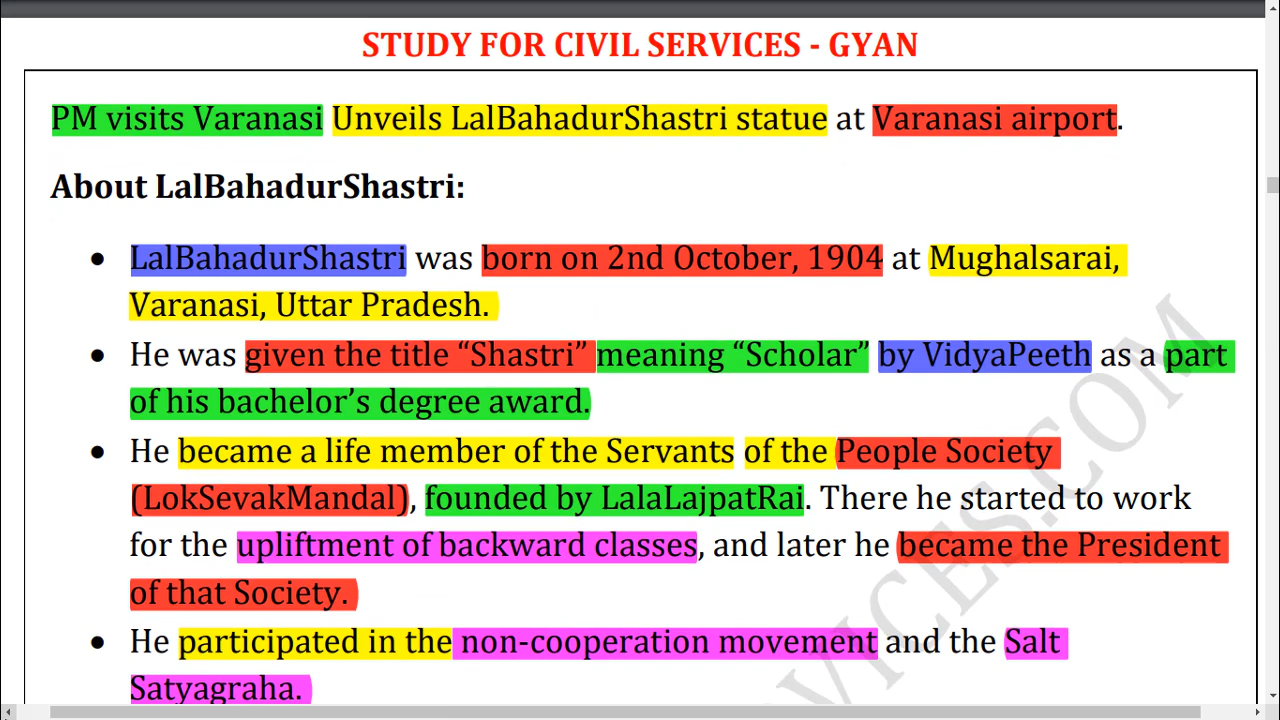 STUDY FOR CIVIL SERVICES - GYAN
PM visits Varanasi Unveils LalBahadurShastri statue at Varanasi airport.
About LalBahadurShastri:
• LalBahadurShastri was born on 2nd October, 1904 at Mughalsarai,
Varanasi, Uttar Pradesh.
• He was given the title “Shastri” meaning “Scholar” by VidyaPeeth as a part
of his bachelor’s degree award.
• He became a life member of the Servants of the People Society
(LokSevakMandal), founded by LalaLajpatRai. There he started to work
for the upliftment of backward classes, and later he became the President
of that Society.
• He participated in the non-cooperation movement and the Salt
Satyagraha.
VICES.COM